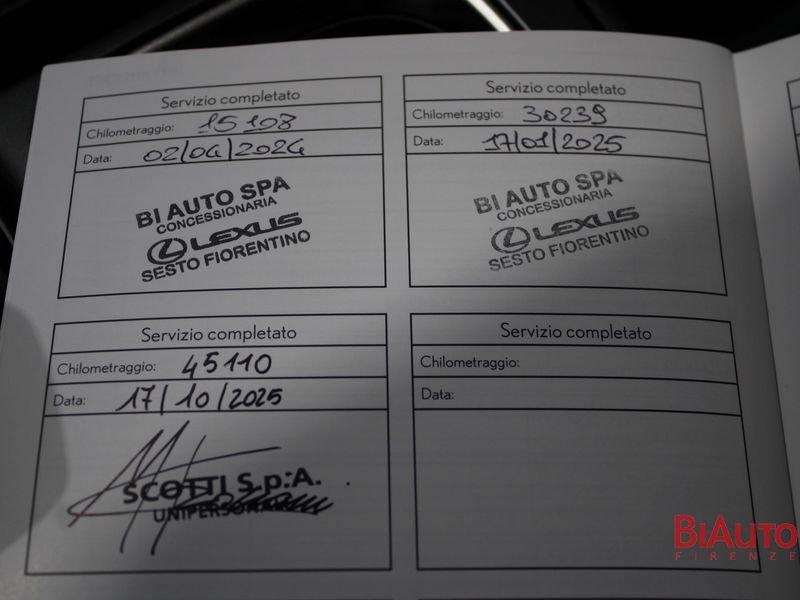 Servizio completato
Chilometraggio: 15108
Data: 02/04/2024
BI AUTO SPA
CONCESSIONARIA
LEXUS
SESTO FIORENTINO
Servizio completato
Chilometraggio: 30239
Data: 17/01/2025
BI AUTO SPA
CONCESSIONARIA
LEXUS
SESTO FIORENTINO
Servizio completato
Chilometraggio: 45110
Data: 17/10/2025
SCOTTI S.p.A.
Servizio completato
Chilometraggio:
Data:
BIAUTO
FIRENZE